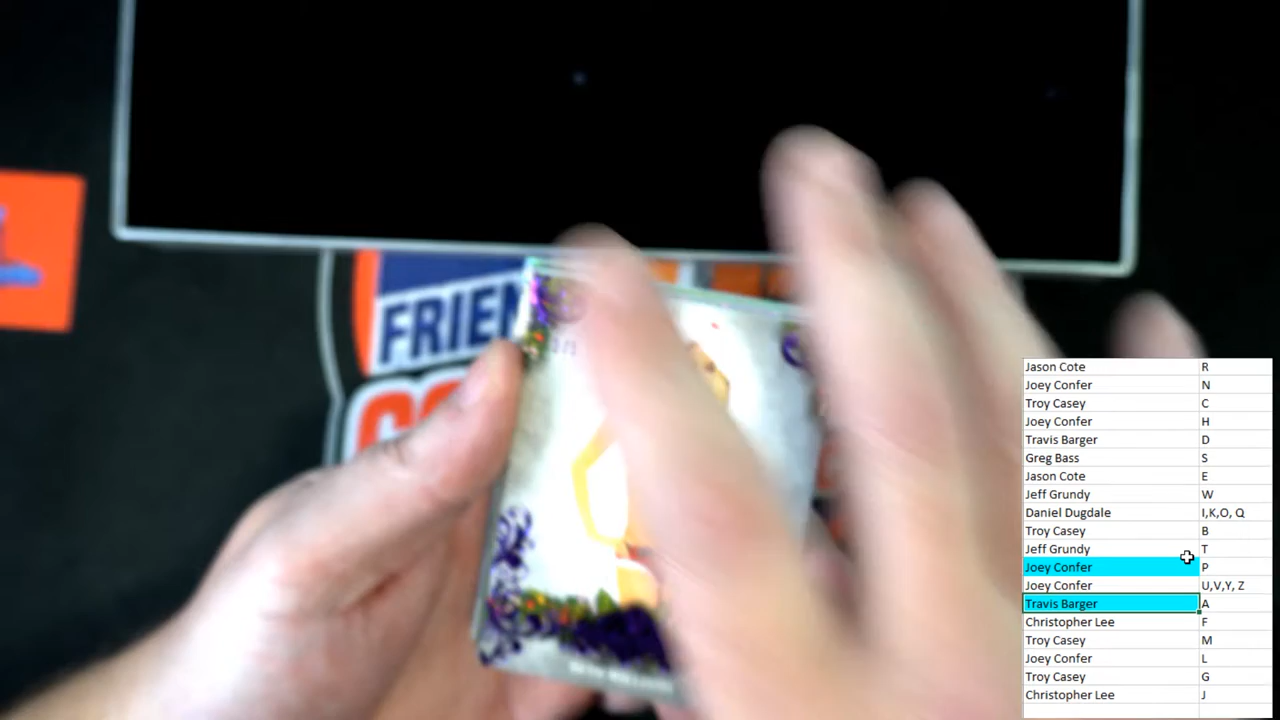 FRIEN
CO
Jason Cote R
Joey Confer N
Troy Casey C
Joey Confer H
Travis Barger D
Greg Bass S
Jason Cote E
Jeff Grundy W
Daniel Dugdale I,K,O, Q
Troy Casey B
Jeff Grundy T
Joey Confer P
Joey Confer U,V,Y, Z
Travis Barger A
Christopher Lee F
Troy Casey M
Joey Confer L
Troy Casey G
Christopher Lee J